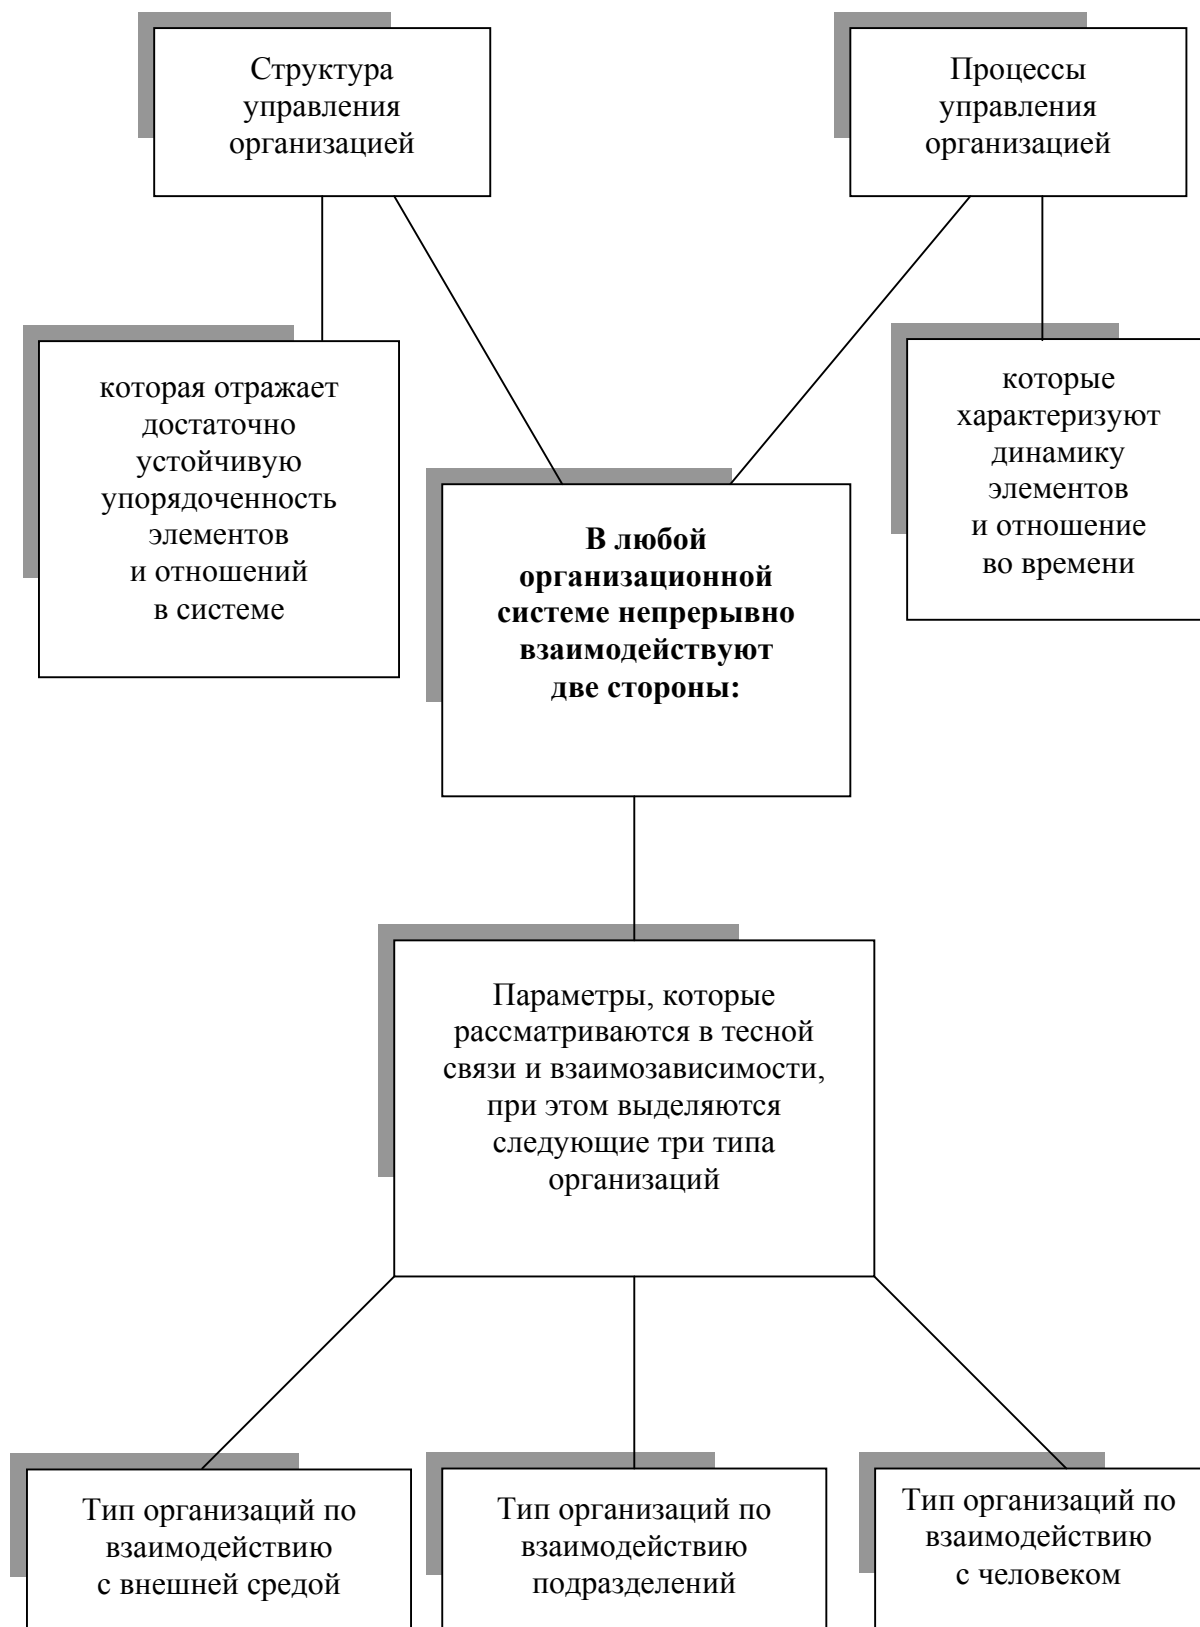 Структура
управления
организацией
Процессы
управления
организацией
которая отражает
достаточно
устойчивую
упорядоченность
элементов
и отношений
в системе
которые
характеризуют
динамику
элементов
и отношение
во времени
В любой
организационной
системе непрерывно
взаимодействуют
две стороны:
Параметры, которые
рассматриваются в тесной
связи и взаимозависимости,
при этом выделяются
следующие три типа
организаций
Тип организаций по
взаимодействию
с внешней средой
Тип организаций по
взаимодействию
подразделений
Тип организаций по
взаимодействию
с человеком